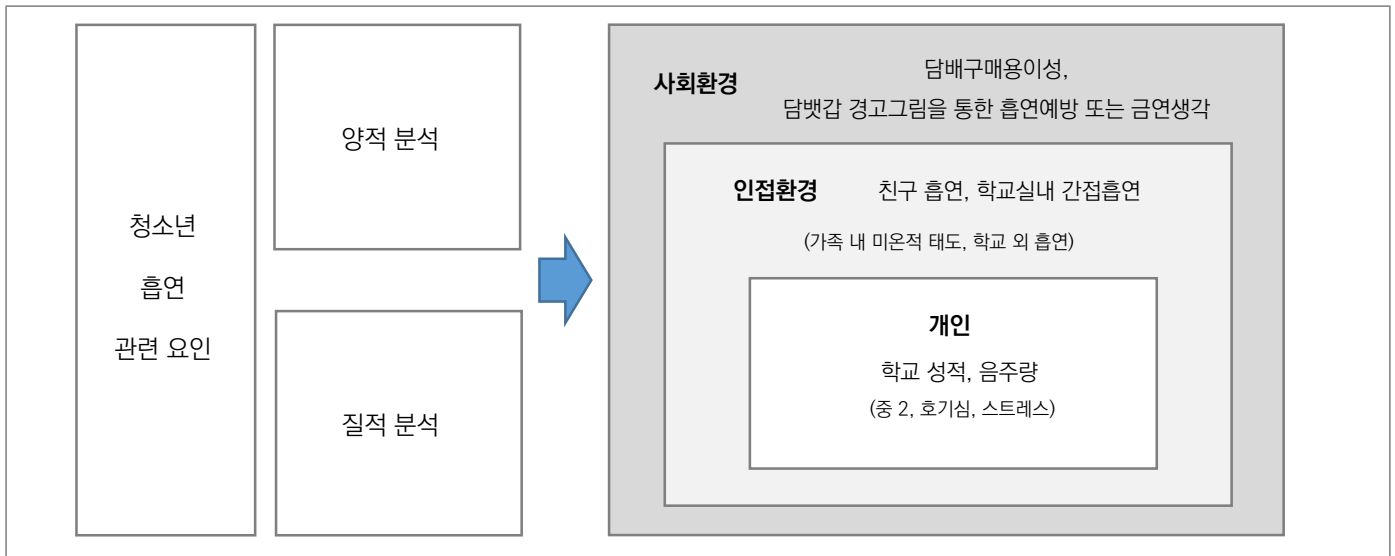 청소년
흡연
관련 요인
양적 분석
질적 분석
사회환경
담배구매용이성,
담뱃갑 경고그림을 통한 흡연예방 또는 금연생각
인접환경 친구 흡연, 학교실내 간접흡연
(가족 내 미온적 태도, 학교 외 흡연)
개인
학교 성적, 음주량
(중 2, 호기심, 스트레스)